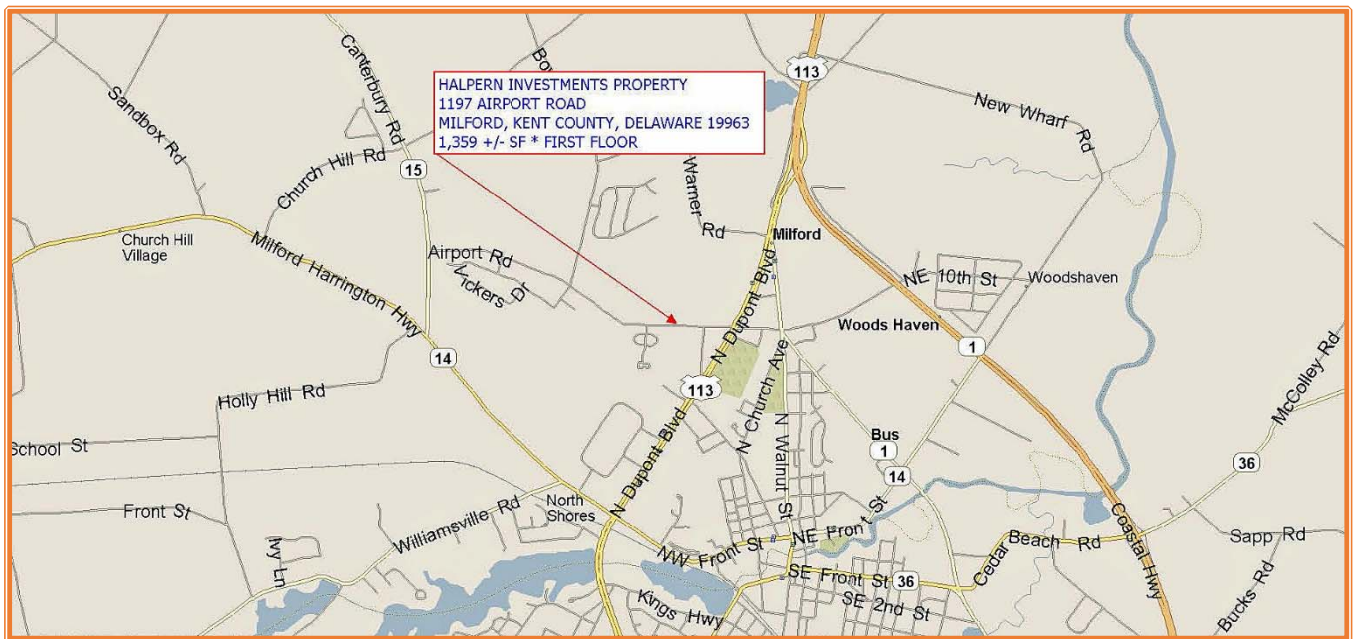 113
New Wharf Rd
Canterbury Rd
Sandbox Rd
HALPERN INVESTMENTS PROPERTY
1197 AIRPORT ROAD
MILFORD, KENT COUNTY, DELAWARE 19963
1,359 +/- SF * FIRST FLOOR
Church Hill Rd
15
Warner Rd
Milford
Church Hill
Village
Milford Harrington Hwy
Airport Rd
Vickers Dr
N Dupont Blvd
NE 10th St
Woodshaven
Woods Haven
1
14
113
Holly Hill Rd
N Church Ave
McColley Rd
School St
N Dupont Blvd
N Walnut St
Bus
1
14
36
Front St
Williamsville Rd
North
Shores
NE Front St
Coastal Hwy
Ivy Ln
NW Front St
Cedar Beach Rd
Sapp Rd
SE Front St
36
Kings Hwy
SE 2nd St
Bucks Rd